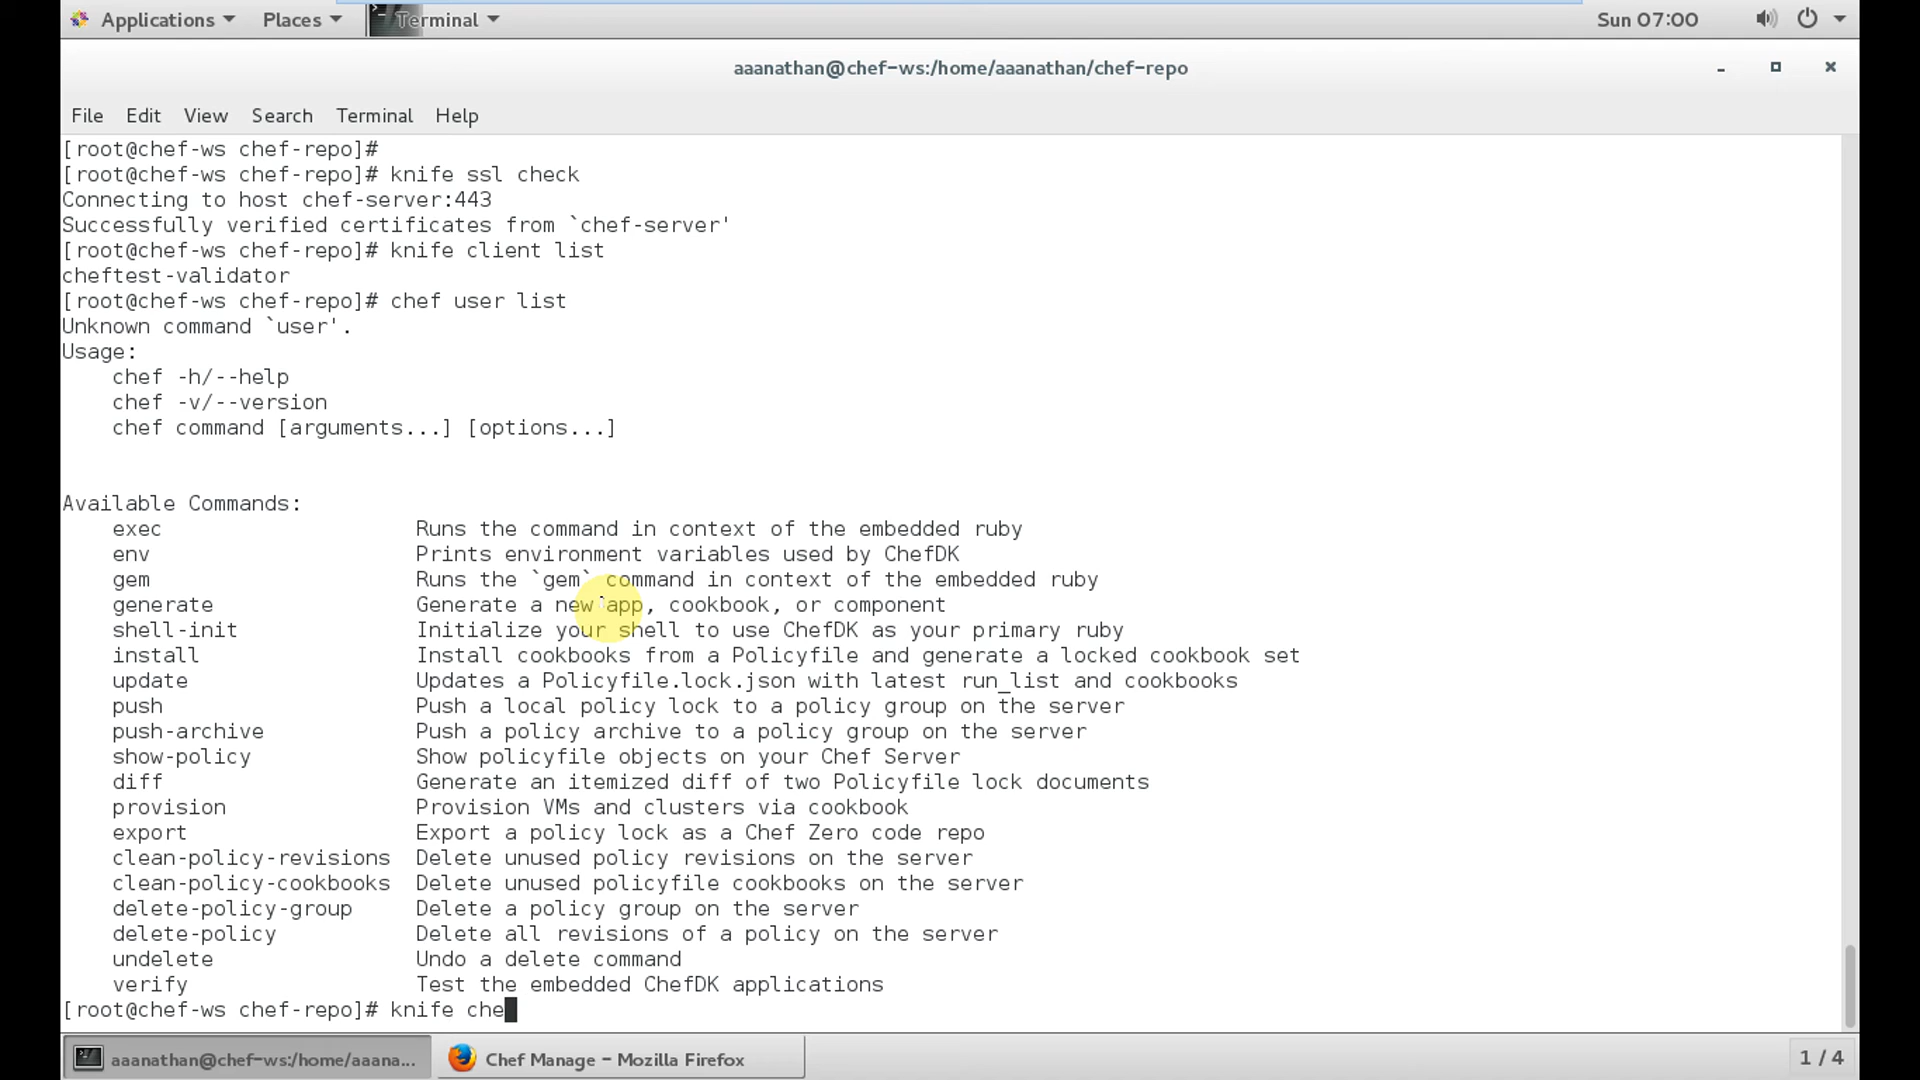 Applications Places Terminal Sun 07:00
aaanathan@chef-ws:/home/aaanathan/chef-repo
File Edit View Search Terminal Help
[root@chef-ws chef-repo]#
[root@chef-ws chef-repo]# knife ssl check
Connecting to host chef-server:443
Successfully verified certificates from `chef-server'
[root@chef-ws chef-repo]# knife client list
cheftest-validator
[root@chef-ws chef-repo]# chef user list
Unknown command `user'.
Usage:
    chef -h/--help
    chef -v/--version
    chef command [arguments...] [options...]
Available Commands:
    exec                    Runs the command in context of the embedded ruby
    env                     Prints environment variables used by ChefDK
    gem                     Runs the `gem` command in context of the embedded ruby
    generate                Generate a new app, cookbook, or component
    shell-init              Initialize your shell to use ChefDK as your primary ruby
    install                 Install cookbooks from a Policyfile and generate a locked cookbook set
    update                  Updates a Policyfile.lock.json with latest run_list and cookbooks
    push                    Push a local policy lock to a policy group on the server
    push-archive            Push a policy archive to a policy group on the server
    show-policy             Show policyfile objects on your Chef Server
    diff                    Generate an itemized diff of two Policyfile lock documents
    provision               Provision VMs and clusters via cookbook
    export                  Export a policy lock as a Chef Zero code repo
    clean-policy-revisions  Delete unused policy revisions on the server
    clean-policy-cookbooks  Delete unused policyfile cookbooks on the server
    delete-policy-group     Delete a policy group on the server
    delete-policy           Delete all revisions of a policy on the server
    undelete                Undo a delete command
    verify                  Test the embedded ChefDK applications
[root@chef-ws chef-repo]# knife che
aaanathan@chef-ws:/home/aaana... Chef Manage – Mozilla Firefox 1 / 4